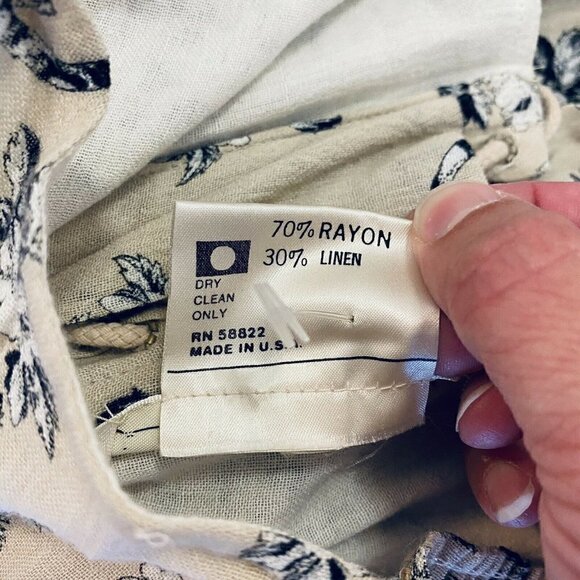 70% RAYON
30% LINEN
DRY
CLEAN
ONLY
RN 58822
MADE IN U.S.